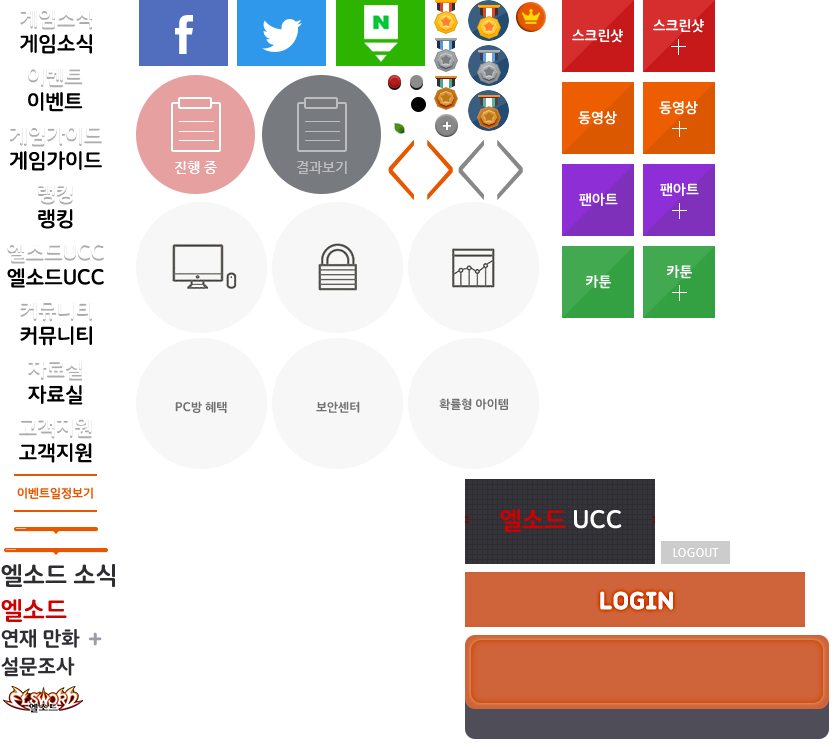 게임소식
게임소식
이벤트
이벤트
게임가이드
게임가이드
랭킹
랭킹
엘소드UCC
엘소드UCC
커뮤니티
커뮤니티
자료실
자료실
고객지원
고객지원
이벤트일정보기
엘소드 소식
엘소드
연재 만화
설문조사
ELSWORD
엘소드
f
N
진행 중
결과보기
PC방 혜택
보안센터
확률형 아이템
스크린샷
스크린샷
동영상
동영상
팬아트
팬아트
카툰
카툰
엘소드 UCC
LOGOUT
LOGIN